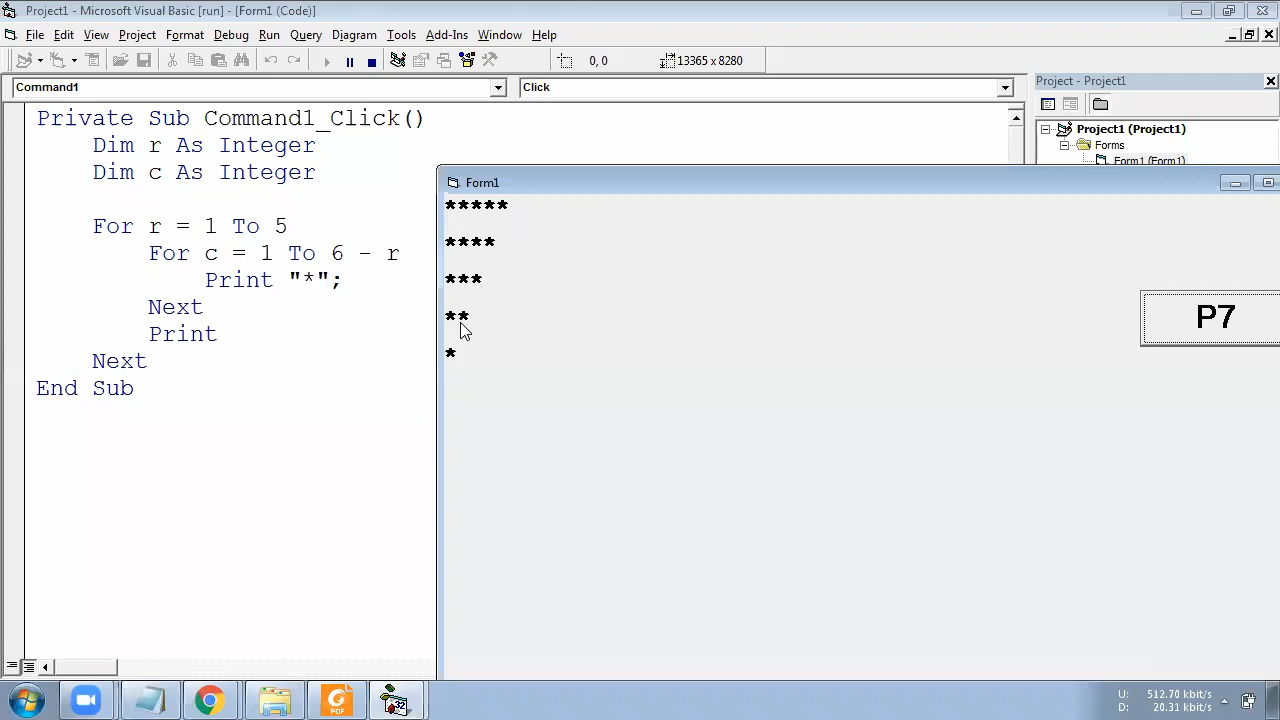 Project1 - Microsoft Visual Basic [run] - [Form1 (Code)]
File Edit View Project Format Debug Run Query Diagram Tools Add-Ins Window Help
0, 0 13365 x 8280
Command1 Click
Project - Project1
Private Sub Command1_Click()
Dim r As Integer
Dim c As Integer
For r = 1 To 5
For c = 1 To 6 - r
Print "*";
Next
Print
Next
End Sub
Project1 (Project1)
Forms
Form1 (Form1)
Form1
*****
****
***
**
*
P7
32
PDF
U: 512.70 kbit/s
D: 20.31 kbit/s